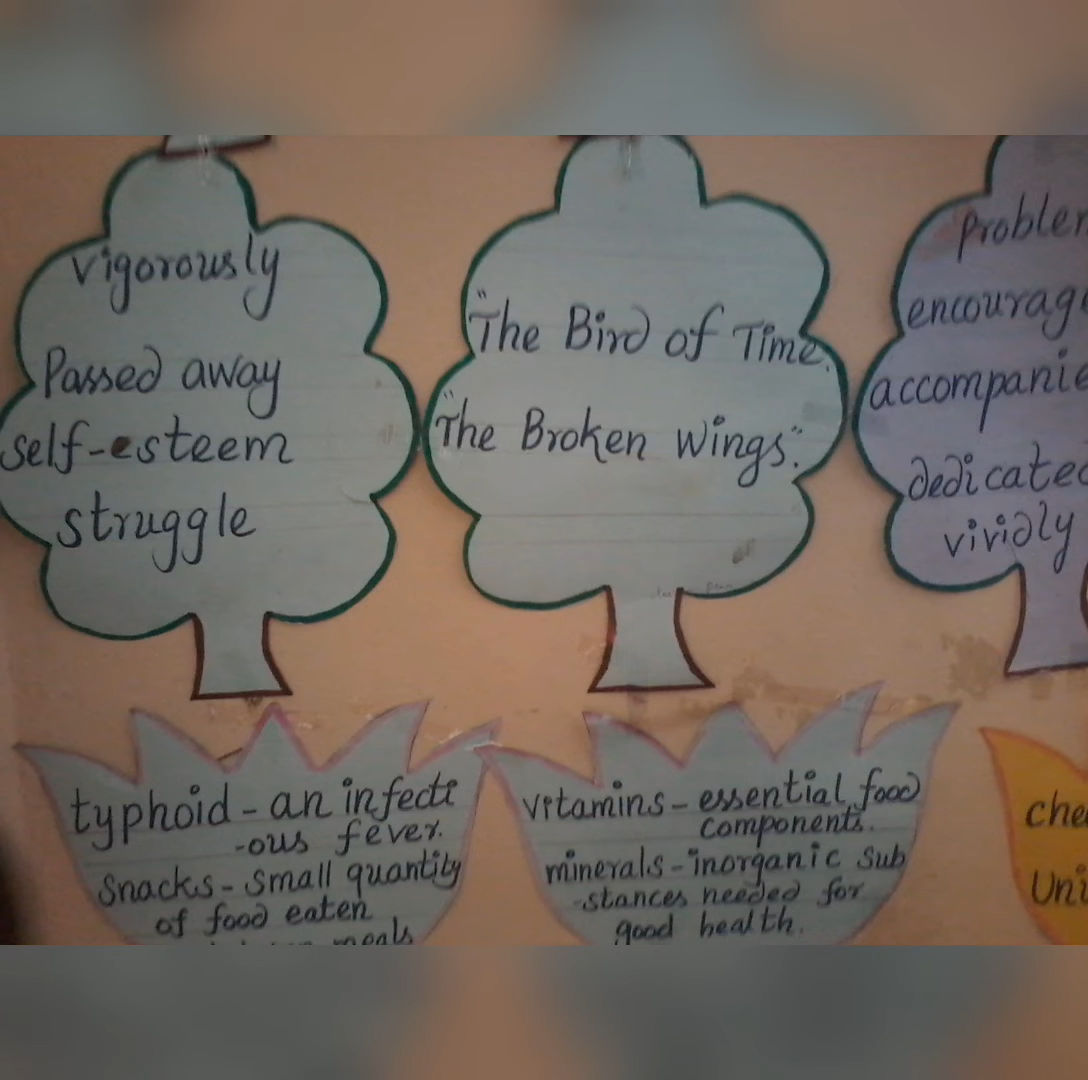 vigorously
Passed away
self-esteem
struggle
"The Bird of Time.
"The Broken Wings".
problem
encourag
accompanie
dedicated
vividly
typhoid - an infecti
-ous fever.
Snacks - small quantity
of food eaten
meals
vitamins - essential food
components.
minerals - inorganic sub
-stances needed for
good health.
che
Uni